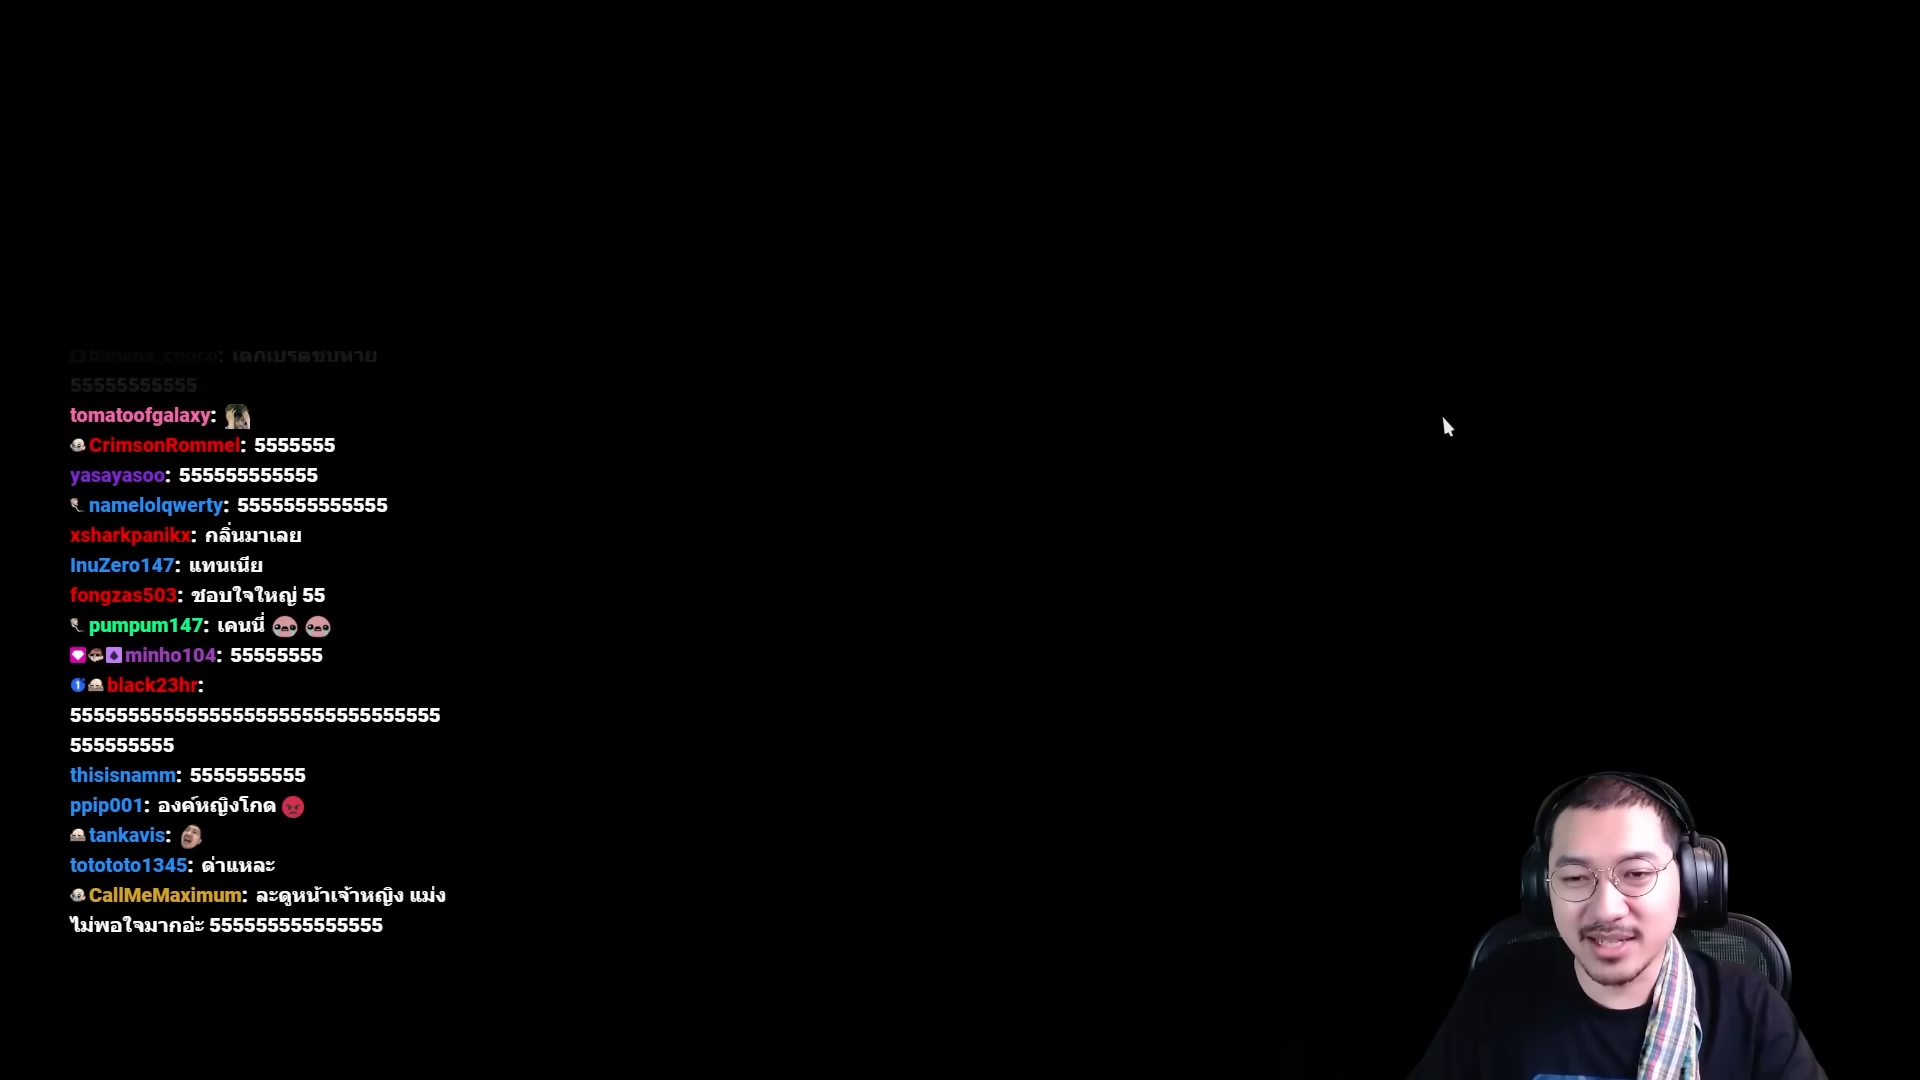 55555555555
tomatoofgalaxy:
CrimsonRommel: 5555555
yasayasoo: 555555555555
namelolqwerty: 5555555555555
xsharkpanikx: กลิ่นมาเลย
InuZero147: แทนเนีย
fongzas503: ชอบใจใหญ่ 55
pumpum147: เคนนี่
minho104: 55555555
black23hr:
55555555555555555555555555555555
555555555
thisisnamm: 5555555555
ppip001: องค์หญิงโกด
tankavis:
totototo1345: ด่าแหละ
CallMeMaximum: ละดูหน้าเจ้าหญิง แม่ง
ไม่พอใจมากอ่ะ 555555555555555